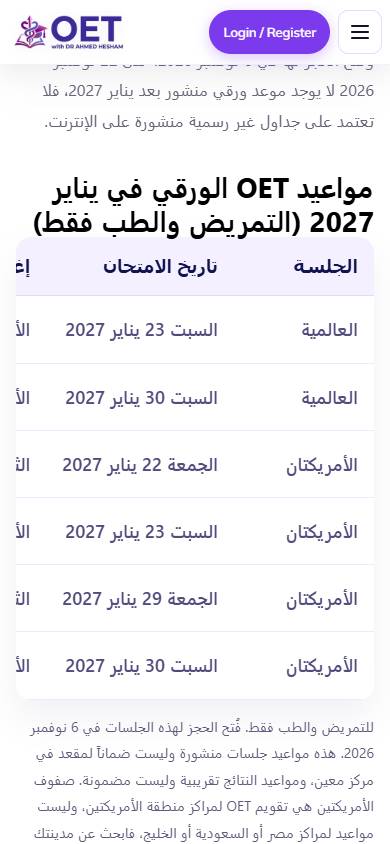 OET
with DR AHMED HESHAM
Login / Register
2026 لا يوجد موعد ورقي منشور بعد يناير 2027، فلا
تعتمد على جداول غير رسمية منشورة على الإنترنت.
مواعيد OET الورقي في يناير
2027 (التمريض والطب فقط)
الجلسة تاريخ الامتحان
العالمية السبت 23 يناير 2027
العالمية السبت 30 يناير 2027
الأمريكتان الجمعة 22 يناير 2027
الأمريكتان السبت 23 يناير 2027
الأمريكتان الجمعة 29 يناير 2027
الأمريكتان السبت 30 يناير 2027
للتمريض والطب فقط. فُتح الحجز لهذه الجلسات في 6 نوفمبر
2026. هذه مواعيد جلسات منشورة وليست ضماناً لمقعد في
مركز معين، ومواعيد النتائج تقريبية وليست مضمونة. صفوف
الأمريكتين هي تقويم OET لمراكز منطقة الأمريكتين، وليست
مواعيد لمراكز مصر أو السعودية أو الخليج، فابحث عن مدينتك